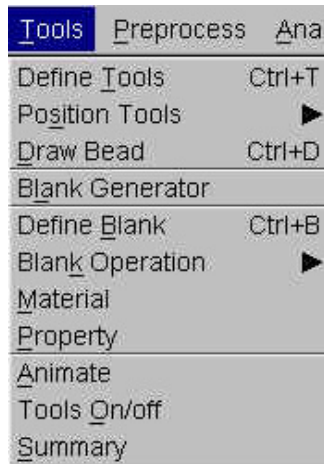 Tools Preprocess Ana
Define Tools Ctrl+T
Position Tools
Draw Bead Ctrl+D
Blank Generator
Define Blank Ctrl+B
Blank Operation
Material
Property
Animate
Tools On/off
Summary